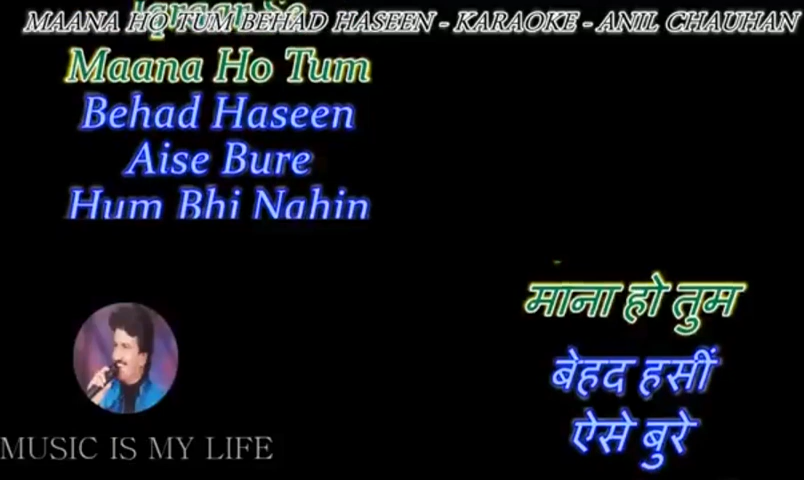 MAANA HO TUM BEHAD HASEEN - KARAOKE - ANIL CHAUHAN
Maana Ho Tum
Behad Haseen
Aise Bure
Hum Bhi Nahin
माना हो तुम
बेहद हसीं
ऐसे बुरे
MUSIC IS MY LIFE